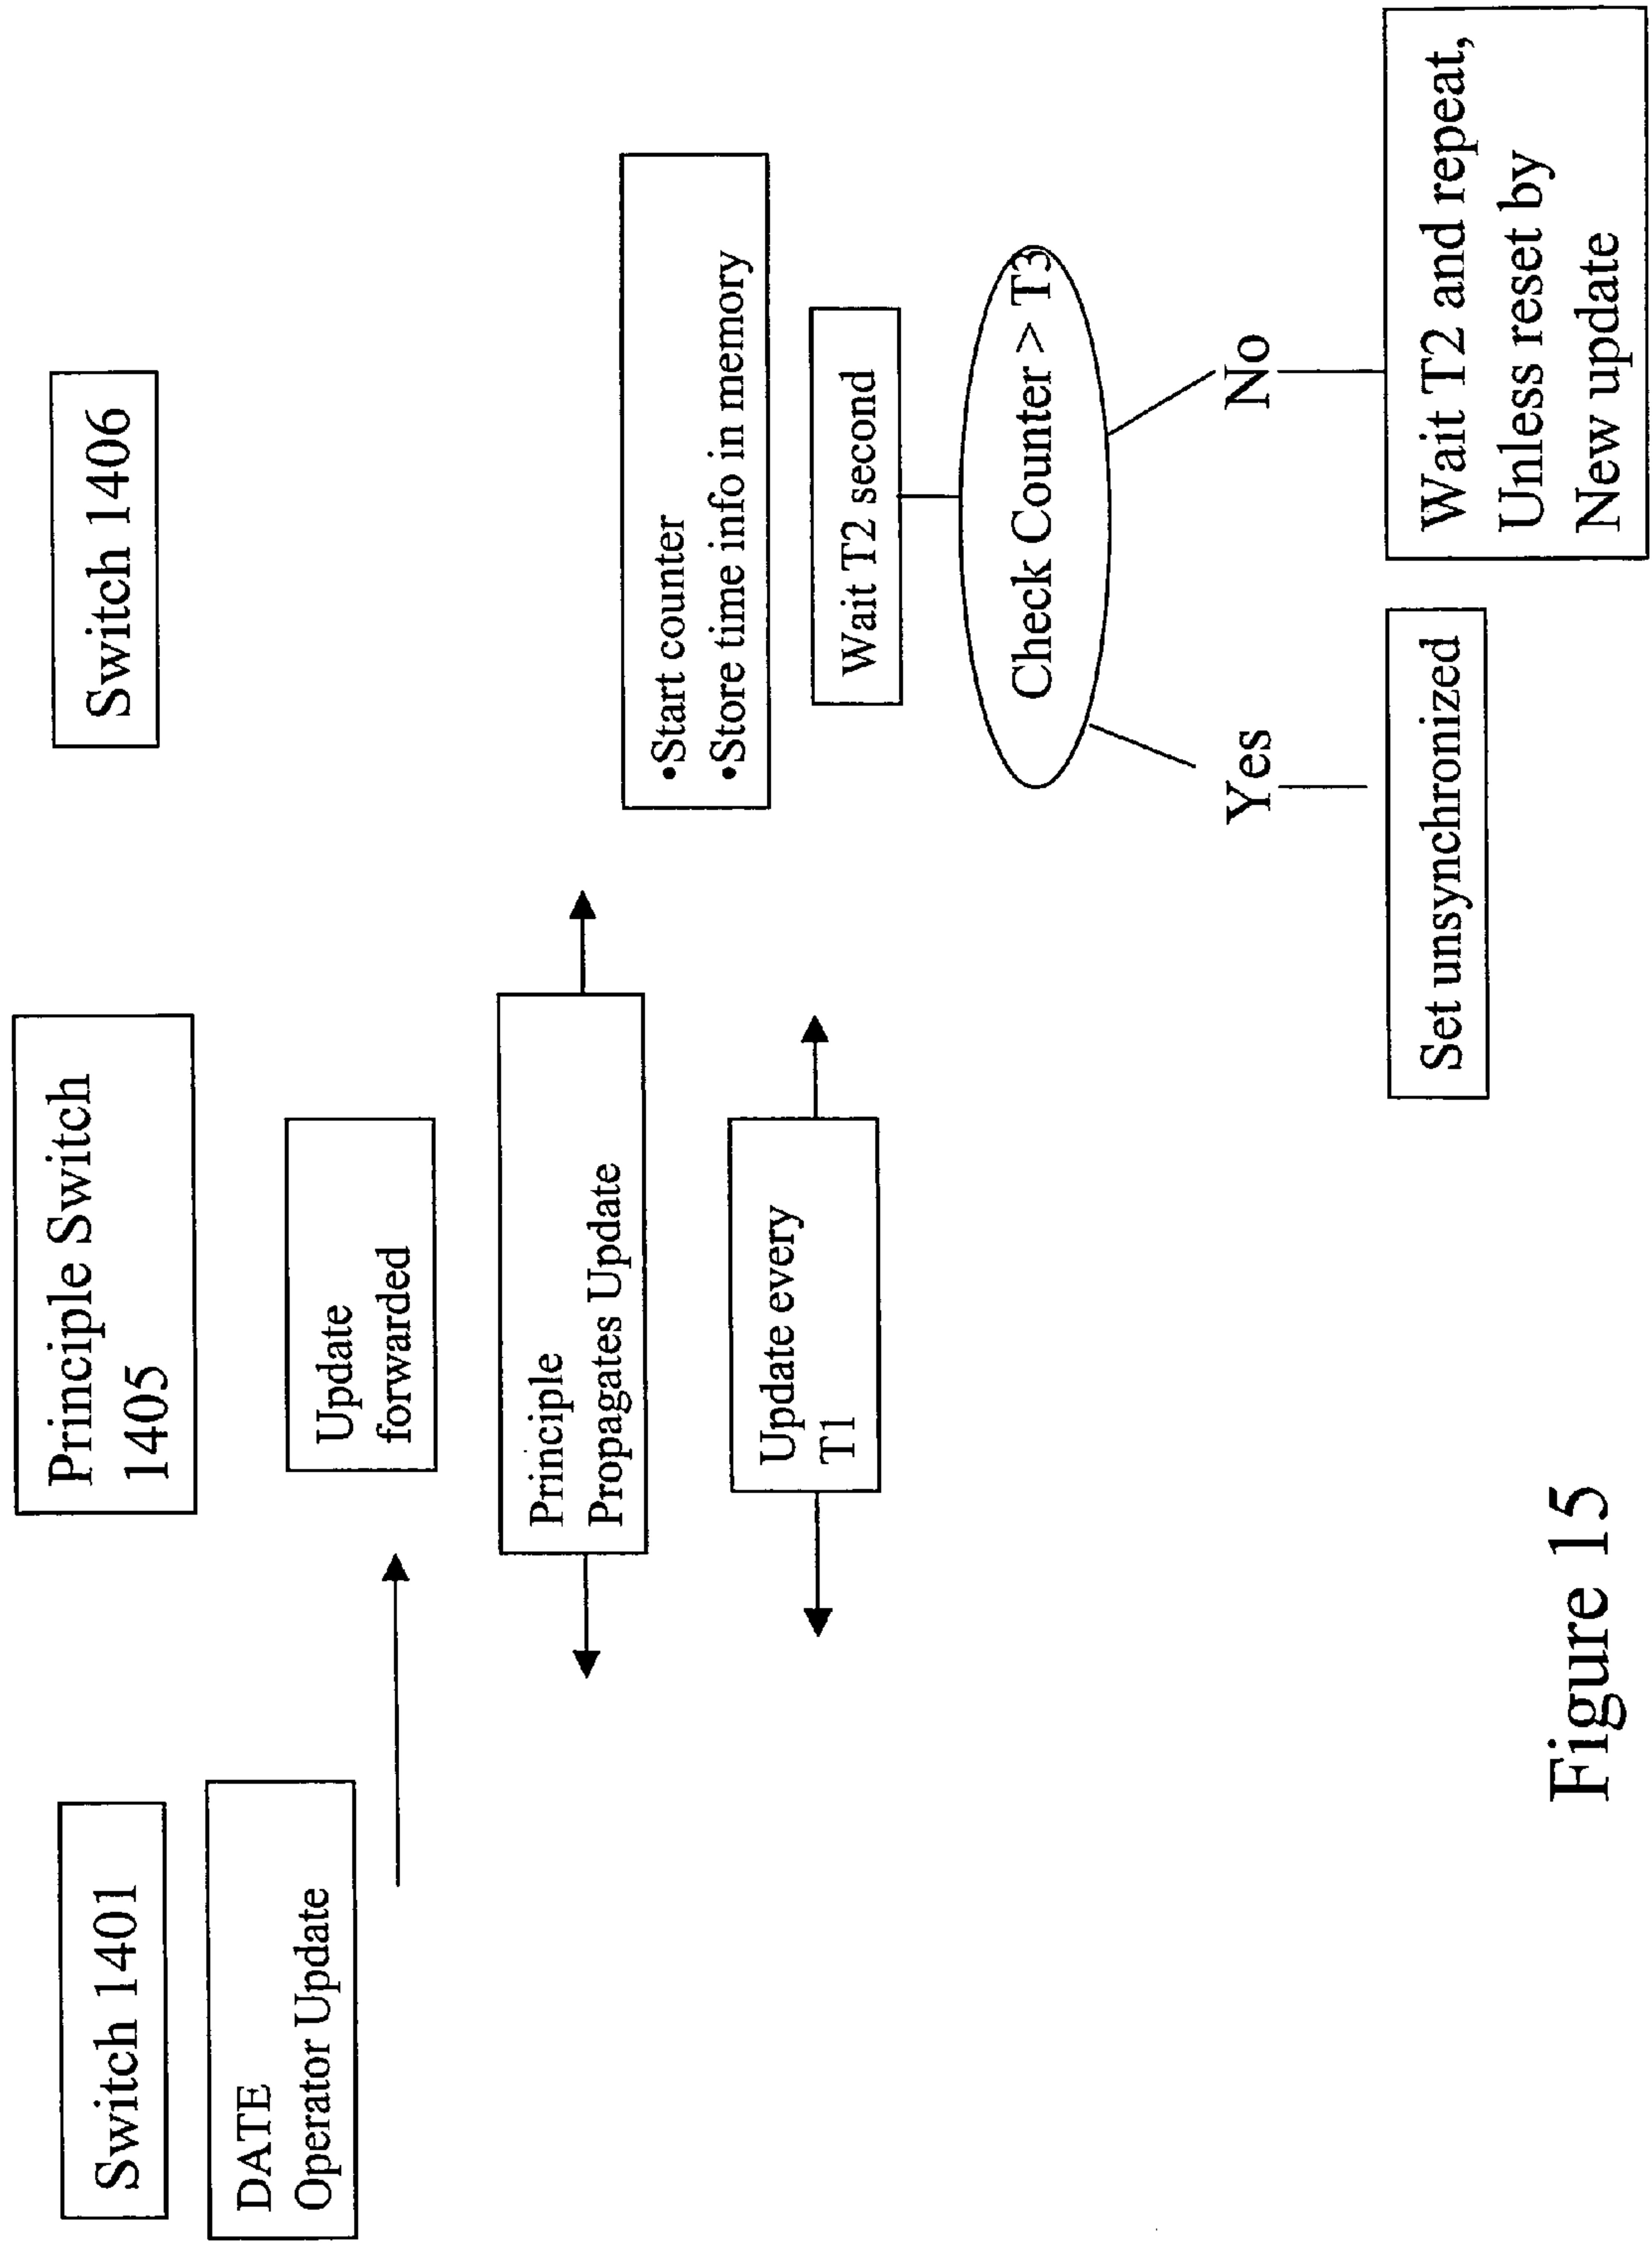 Switch 1401
Principle Switch
1405
Switch 1406
DATE
Operator Update
Update
forwarded
Principle
Propagates Update
Update every
T1
•Start counter
•Store time info in memory
Wait T2 second
Check Counter > T3
Yes
No
Set unsynchronized
Wait T2 and repeat,
Unless reset by
New update
Figure 15